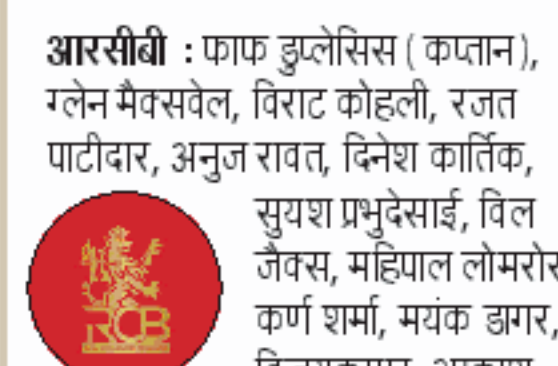 आरसीबी : फाफ डुप्लेसिस ( कप्तान ),
ग्लेन मैक्सवेल, विराट कोहली, रजत
पाटीदार, अनुज रावत, दिनेश कार्तिक,
सुयश प्रभुदेसाई, विल
जैक्स, महिपाल लोमरोर
कर्ण शर्मा, मयंक डागर,
RCB